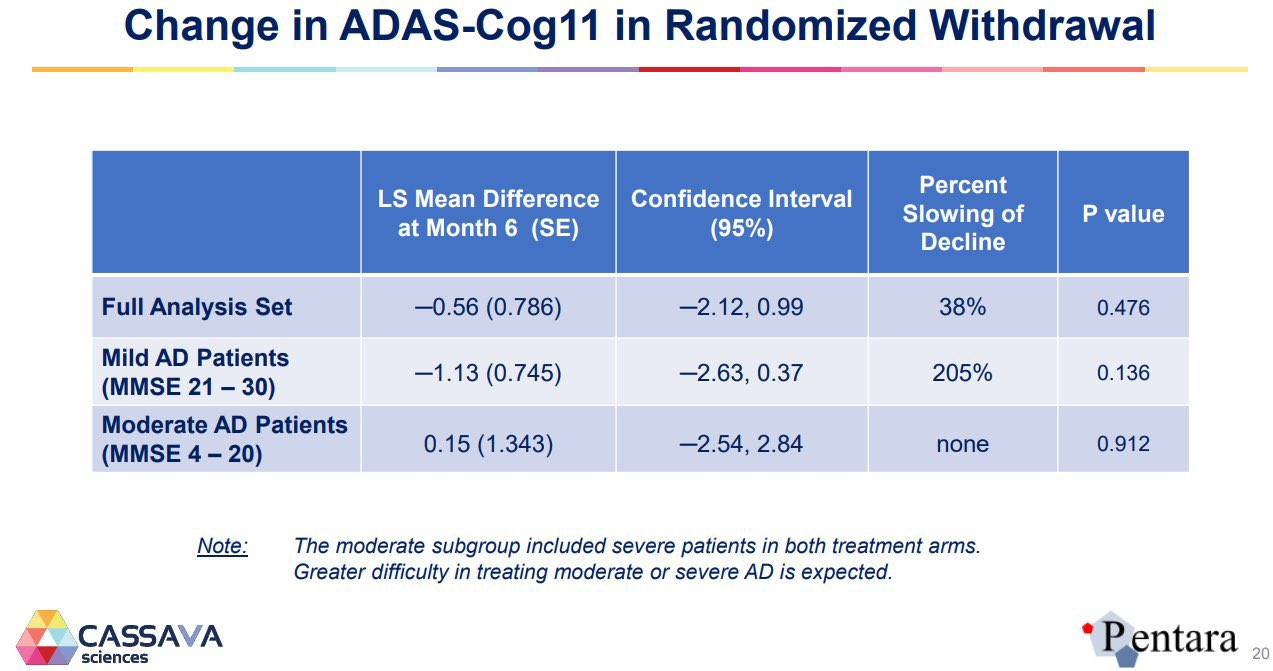 Change in ADAS-Cog11 in Randomized Withdrawal
LS Mean Difference
at Month 6 (SE)
Confidence Interval
(95%)
Percent
Slowing of
Decline
P value
Full Analysis Set
—0.56 (0.786)
—2.12, 0.99
38%
0.476
Mild AD Patients
(MMSE 21 – 30)
—1.13 (0.745)
—2.63, 0.37
205%
0.136
Moderate AD Patients
(MMSE 4 – 20)
0.15 (1.343)
—2.54, 2.84
none
0.912
Note: The moderate subgroup included severe patients in both treatment arms.
Greater difficulty in treating moderate or severe AD is expected.
CASSAVA
sciences
Pentara
20